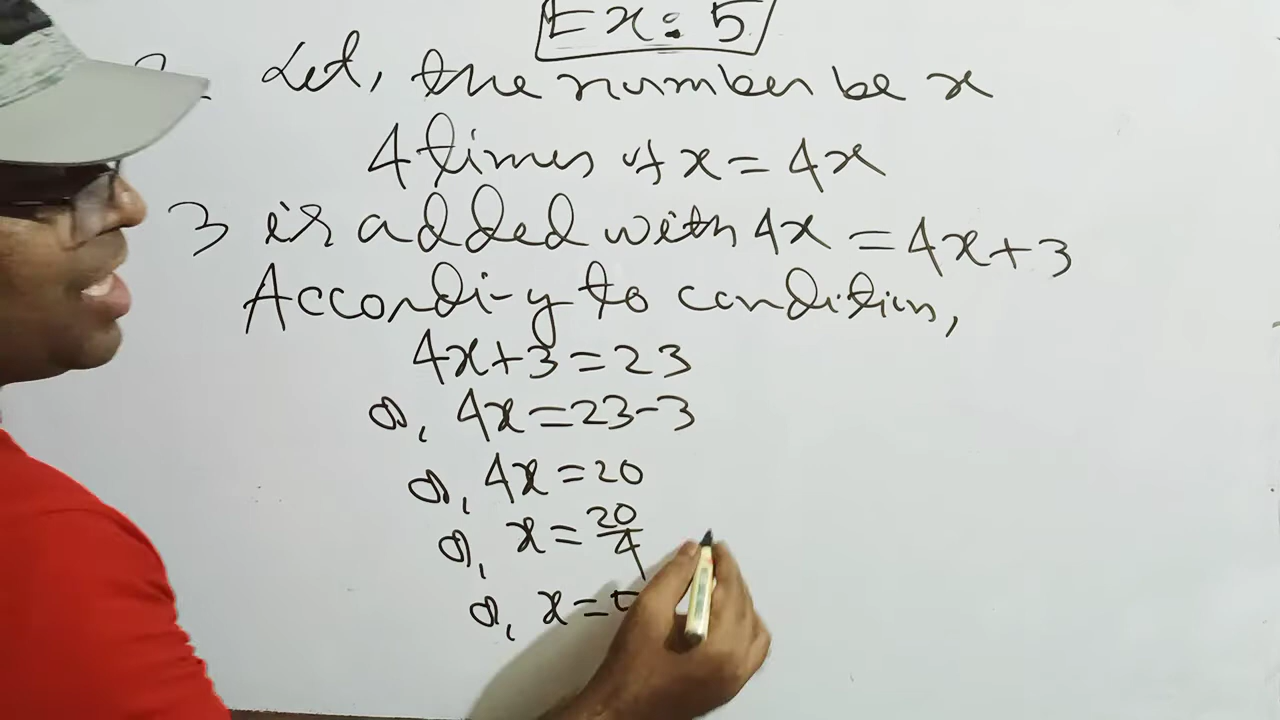 Ex: 5
Let, the number be x
4 times of x = 4x
3 is added with 4x = 4x+3
Accordi-g to condition,
4x+3=23
or, 4x=23-3
or, 4x=20
or, x=20/4
or, x=5